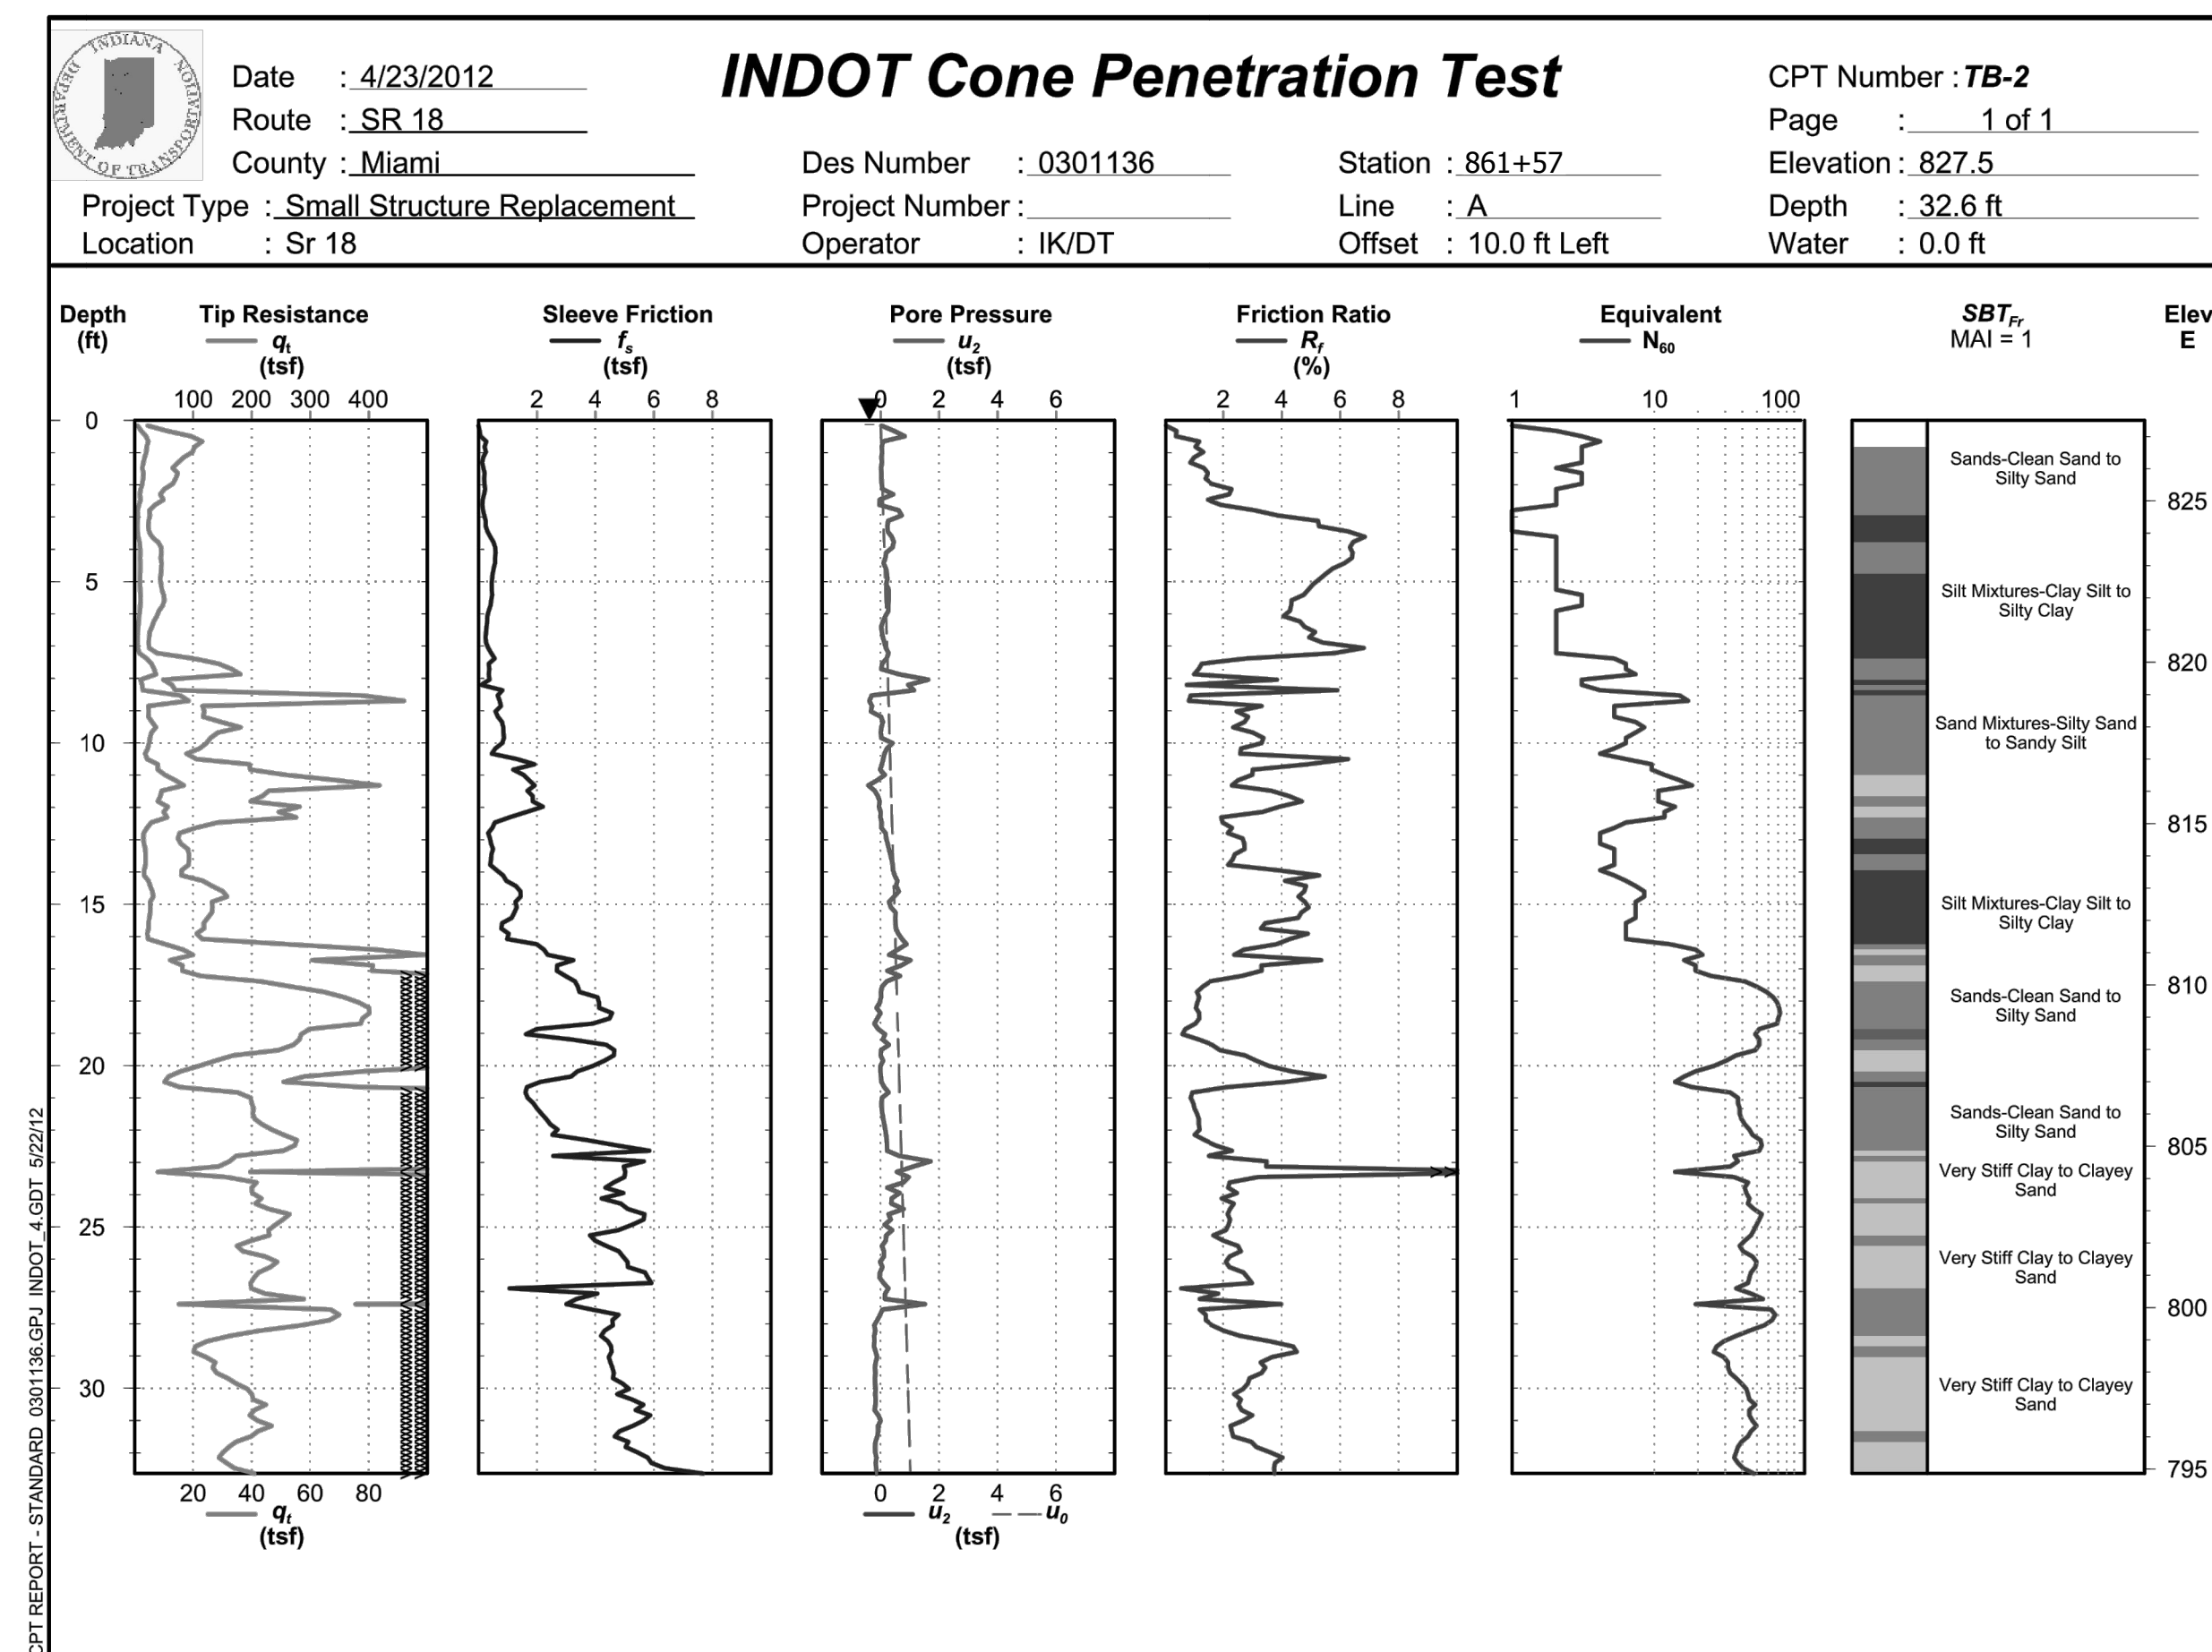 INDIANA
DEPARTMENT OF TRANSPORTATION
INDOT Cone Penetration Test
Date : 4/23/2012
Route : SR 18
County : Miami
Project Type : Small Structure Replacement
Location : Sr 18
Des Number : 0301136
Project Number :
Operator : IK/DT
Station : 861+57
Line : A
Offset : 10.0 ft Left
CPT Number : TB-2
Page : 1 of 1
Elevation : 827.5
Depth : 32.6 ft
Water : 0.0 ft
Depth
(ft)
Tip Resistance
qt
(tsf)
100 200 300 400
Sleeve Friction
fs
(tsf)
2 4 6 8
Pore Pressure
u2
(tsf)
0 2 4 6
Friction Ratio
Rf
(%)
2 4 6 8
Equivalent
N60
1 10 100
SBTFr
MAI = 1
Elev
E
0
5
10
15
20
25
30
Sands-Clean Sand to
Silty Sand
Silt Mixtures-Clay Silt to
Silty Clay
Sand Mixtures-Silty Sand
to Sandy Silt
Silt Mixtures-Clay Silt to
Silty Clay
Sands-Clean Sand to
Silty Sand
Sands-Clean Sand to
Silty Sand
Very Stiff Clay to Clayey
Sand
Very Stiff Clay to Clayey
Sand
Very Stiff Clay to Clayey
Sand
825
820
815
810
805
800
795
20 40 60 80
qt
(tsf)
0 2 4 6
u2 u0
(tsf)
CPT REPORT - STANDARD 0301136.GPJ INDOT_4.GDT 5/22/12